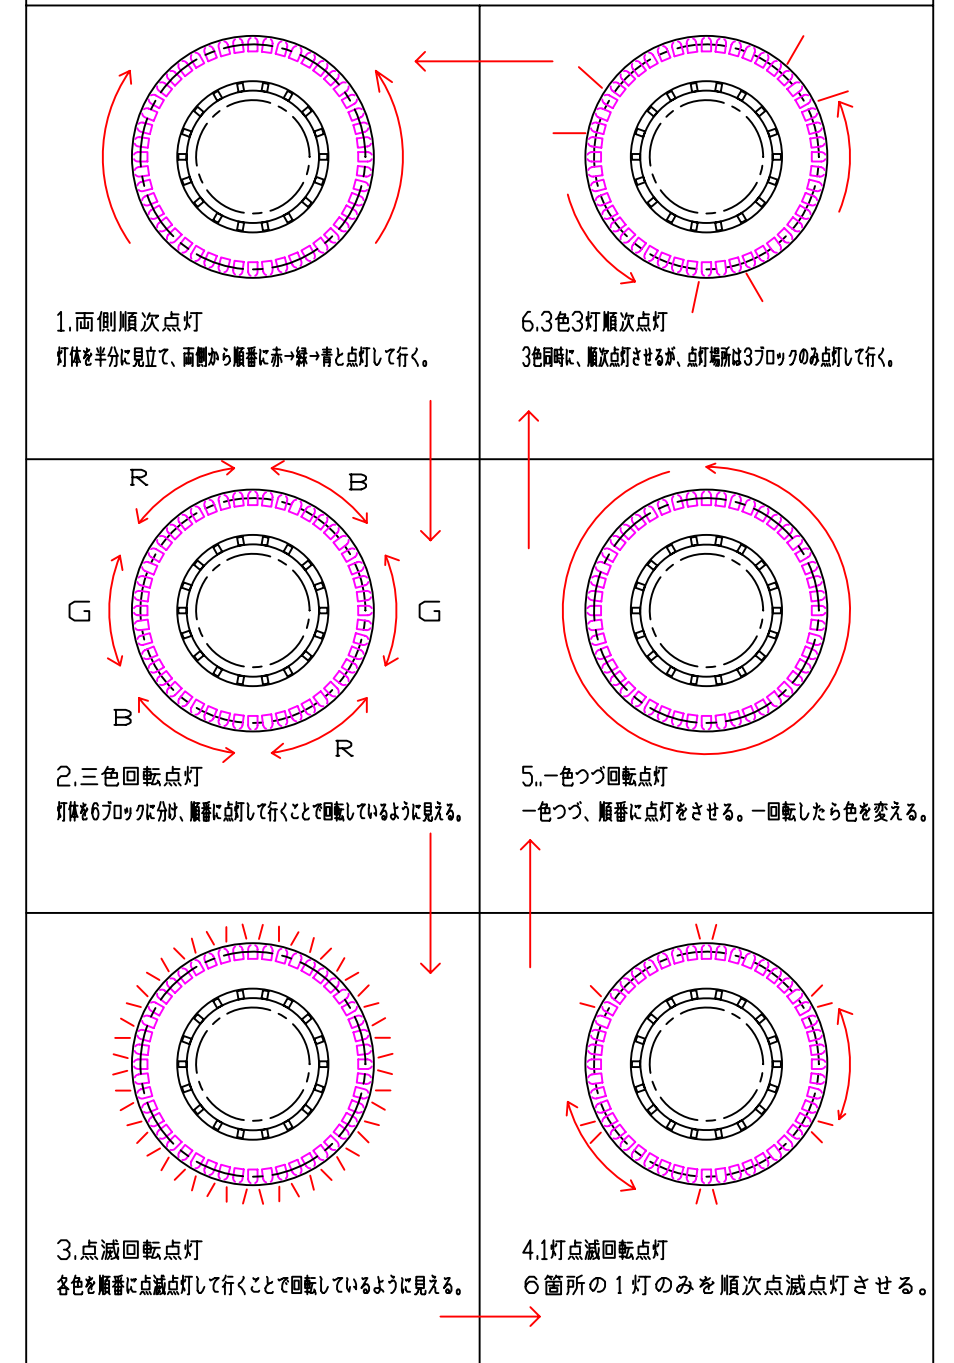 1.両側順次点灯
灯体を半分に見立て、両側から順番に赤→緑→青と点灯して行く。
6.3色3灯順次点灯
3色同時に、順次点灯させるが、点灯場所は3ブロックのみ点灯して行く。
R
B
G
G
B
R
2.三色回転点灯
灯体を6ブロックに分け、順番に点灯して行くことで回転しているように見える。
5..一色つづ回転点灯
一色つづ、順番に点灯をさせる。一回転したら色を変える。
3.点滅回転点灯
各色を順番に点滅点灯して行くことで回転しているように見える。
4.1灯点滅回転点灯
6箇所の1灯のみを順次点滅点灯させる。